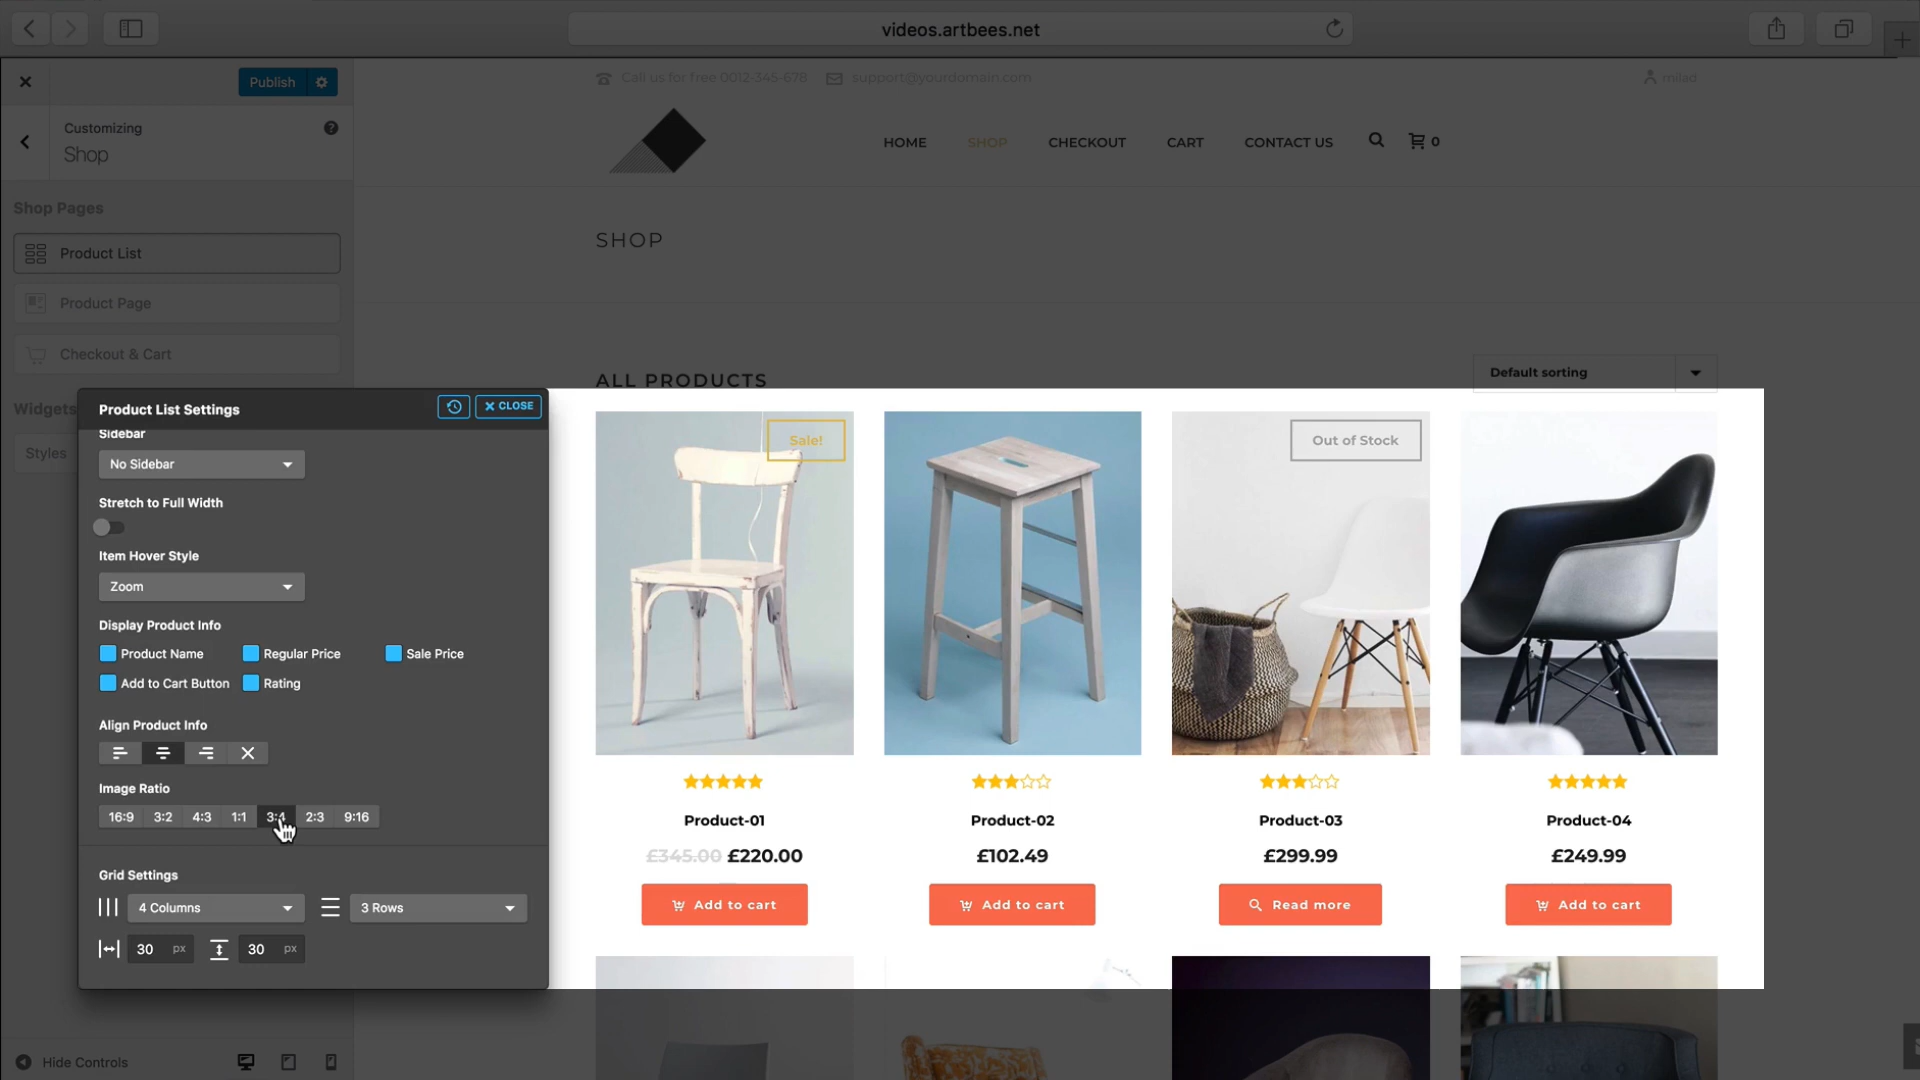 videos.artbees.net
Publish
Call us for free 0012-345-678
support@yourdomain.com
milad
Customizing
Shop
HOME
SHOP
CHECKOUT
CART
CONTACT US
0
Shop Pages
Product List
Product Page
Checkout & Cart
Widgets
Styles
SHOP
ALL PRODUCTS
Default sorting
Product List Settings
CLOSE
Sidebar
No Sidebar
Stretch to Full Width
Item Hover Style
Zoom
Display Product Info
Product Name
Regular Price
Sale Price
Add to Cart Button
Rating
Align Product Info
Image Ratio
16:9
3:2
4:3
1:1
3:4
2:3
9:16
Grid Settings
4 Columns
3 Rows
30 px
30 px
Hide Controls
Sale!
Out of Stock
Product-01
Product-02
Product-03
Product-04
£345.00 £220.00
£102.49
£299.99
£249.99
Add to cart
Add to cart
Read more
Add to cart